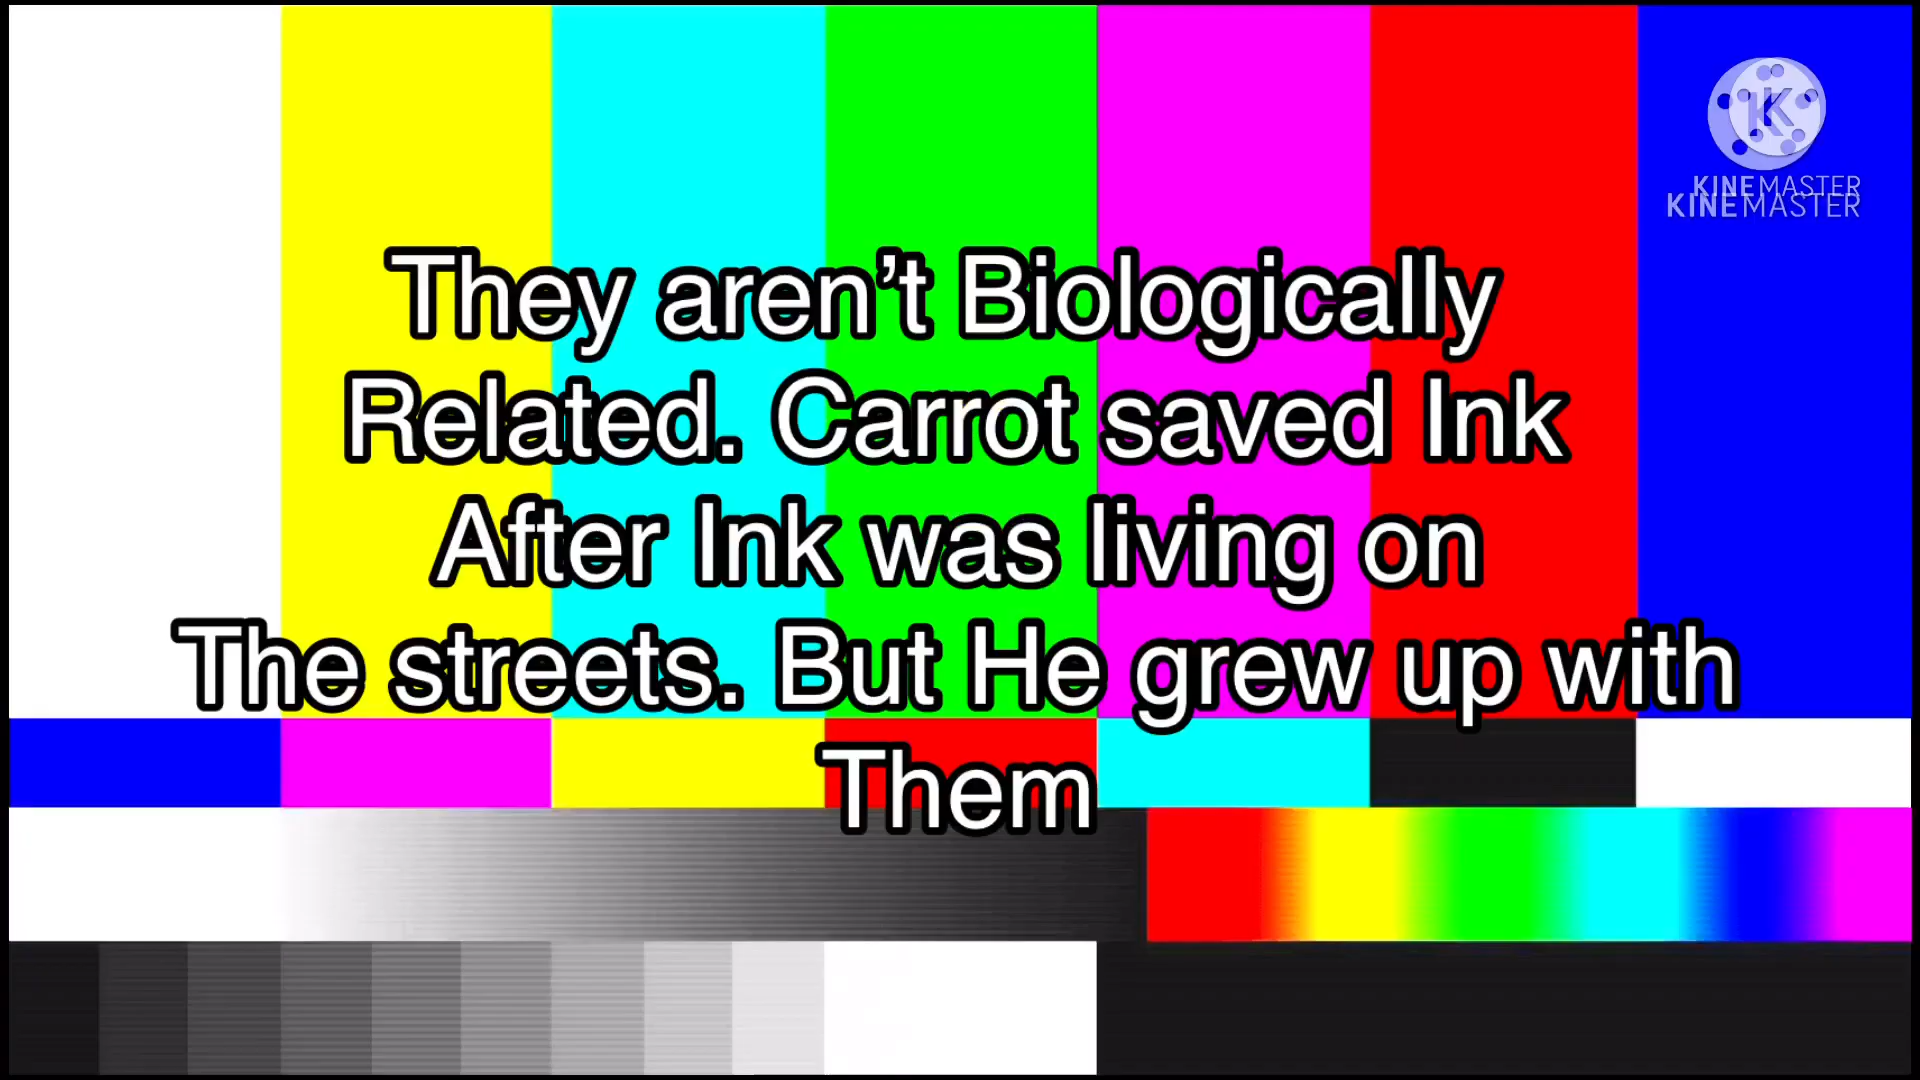 KINEMASTER
KINEMASTER
They aren’t Biologically
Related. Carrot saved Ink
After Ink was living on
The streets. But He grew up with
Them